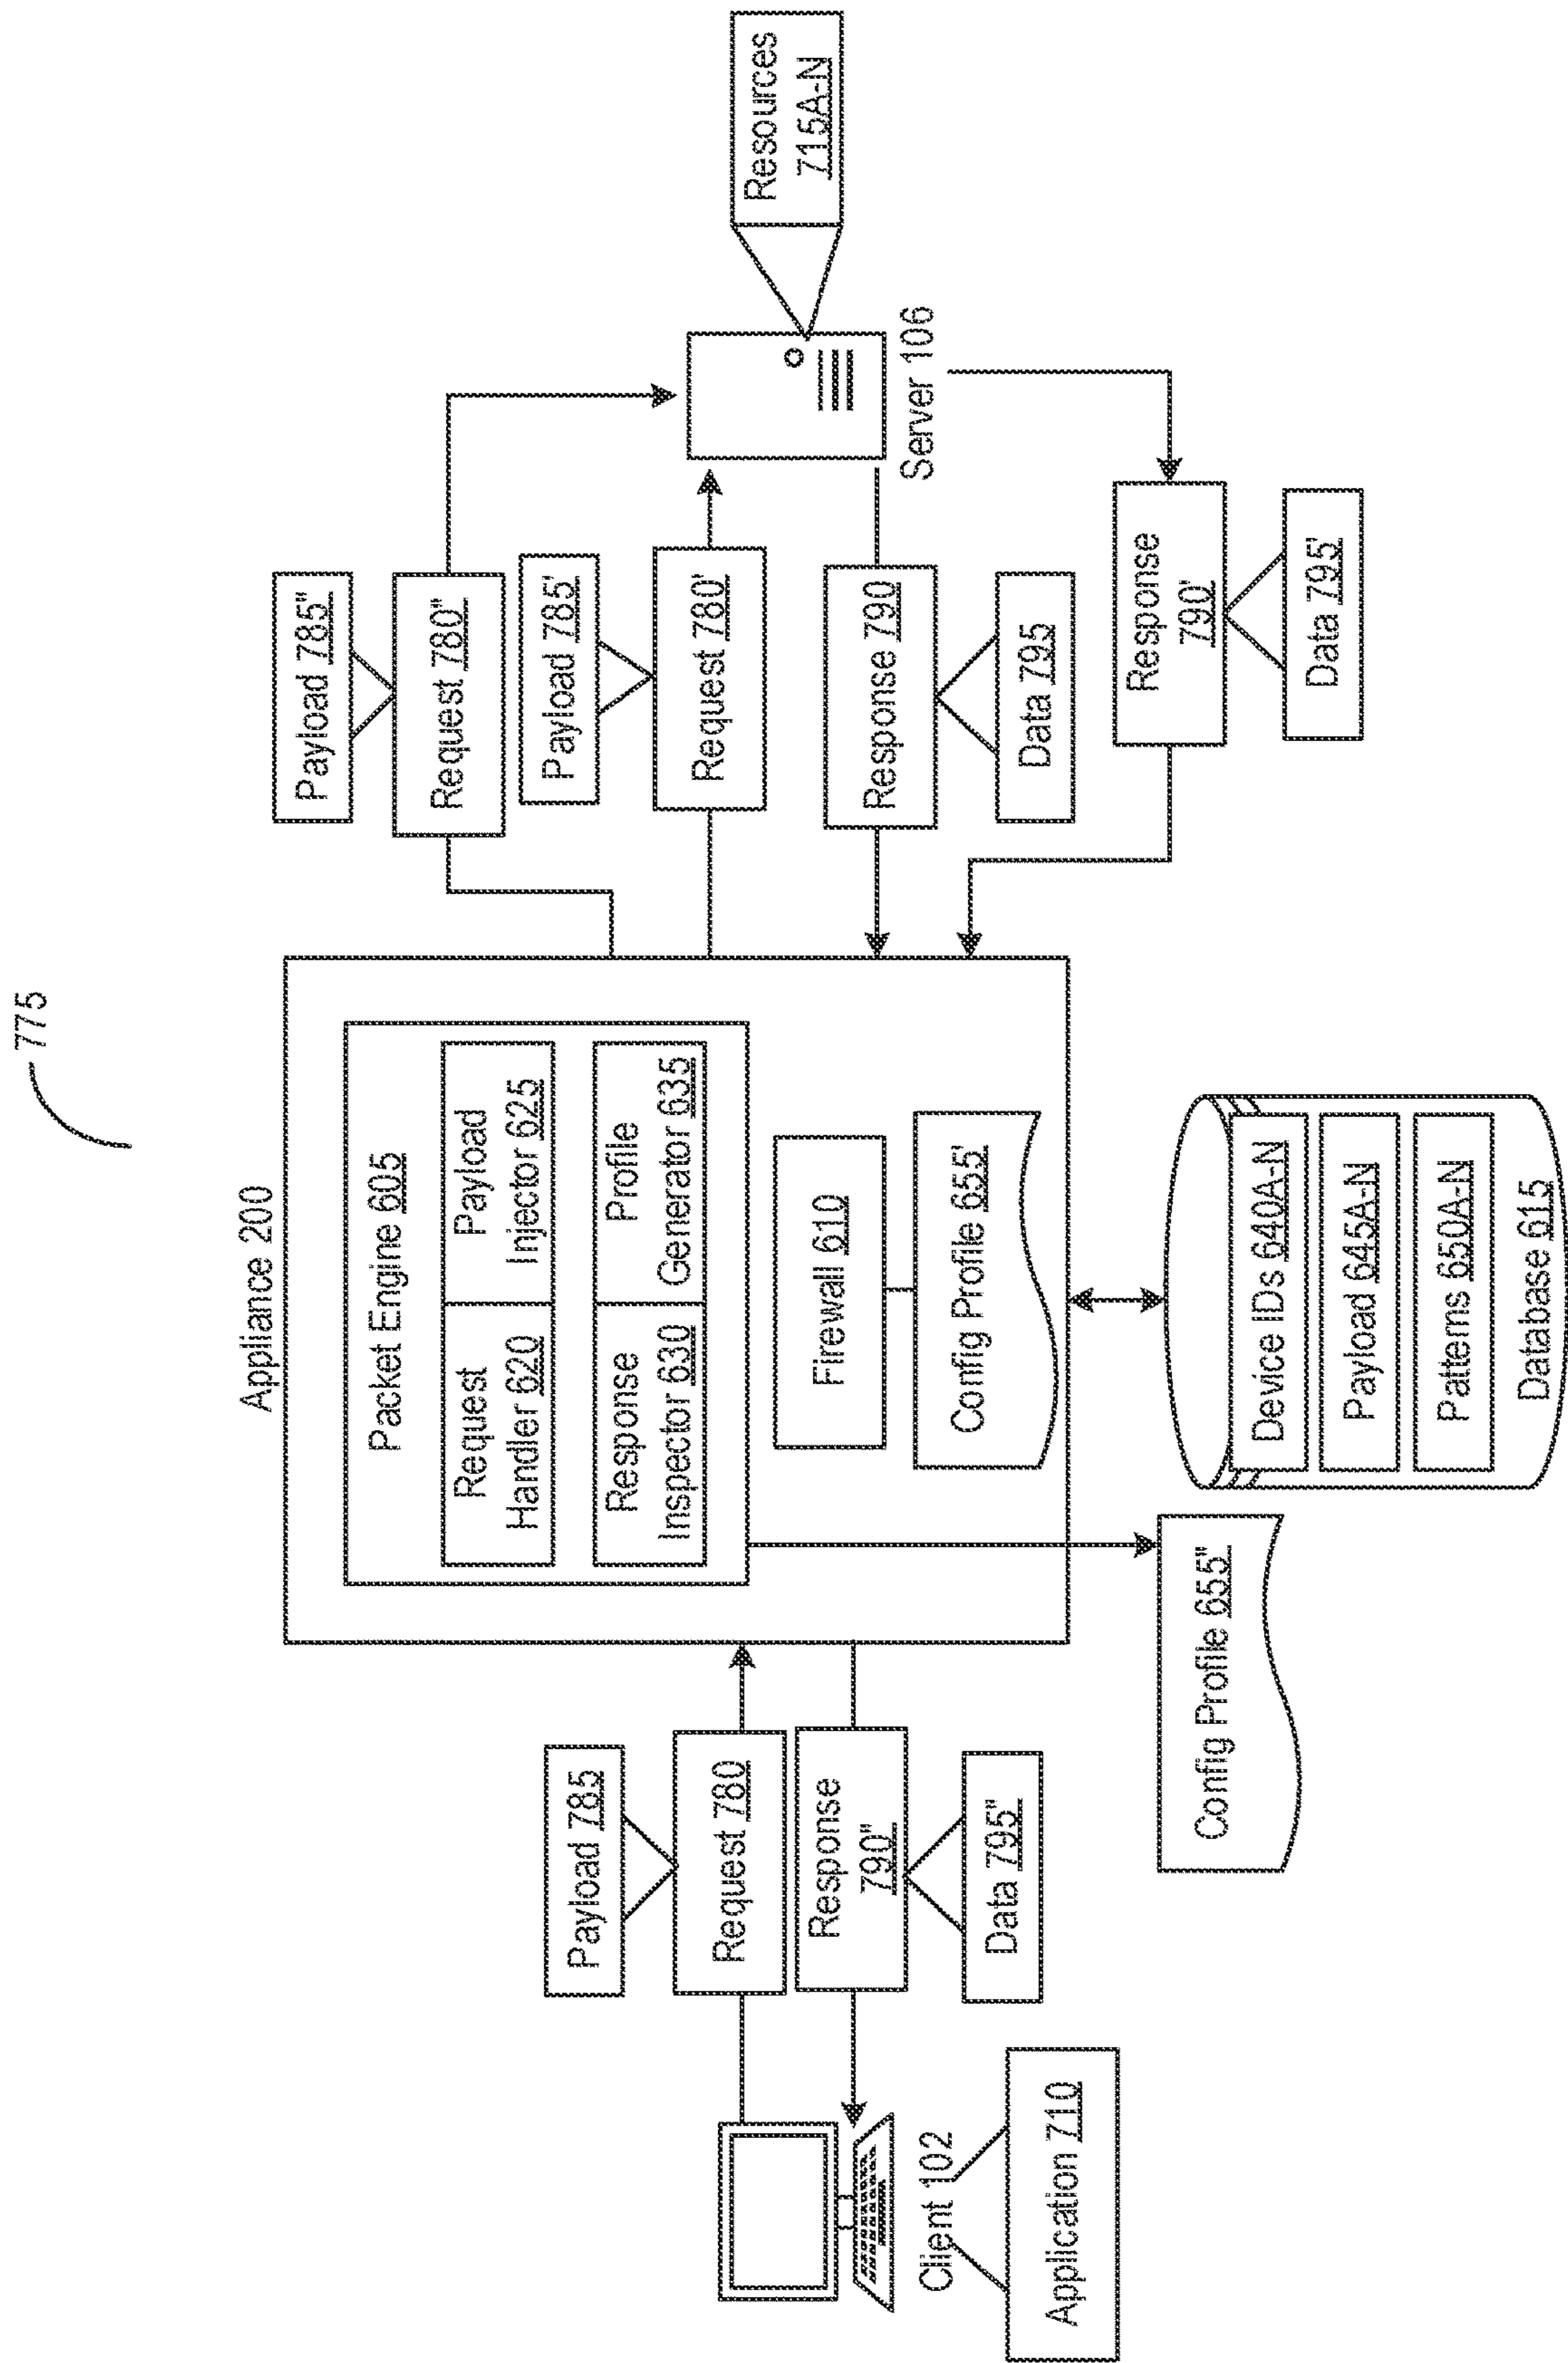 775
Appliance 200
Packet Engine 605
Request
Handler 620
Payload
Injector 625
Response
Inspector 630
Profile
Generator 635
Firewall 610
Config Profile 655'
Payload 785
Request 780
Response
790"
Data 795"
Client 102
Application 710
Config Profile 655"
Device IDs 640A-N
Payload 645A-N
Patterns 650A-N
Database 615
Payload 785"
Request 780"
Payload 785'
Request 780'
Response 790
Data 795
Response
790'
Data 795'
Server 106
Resources
715A-N